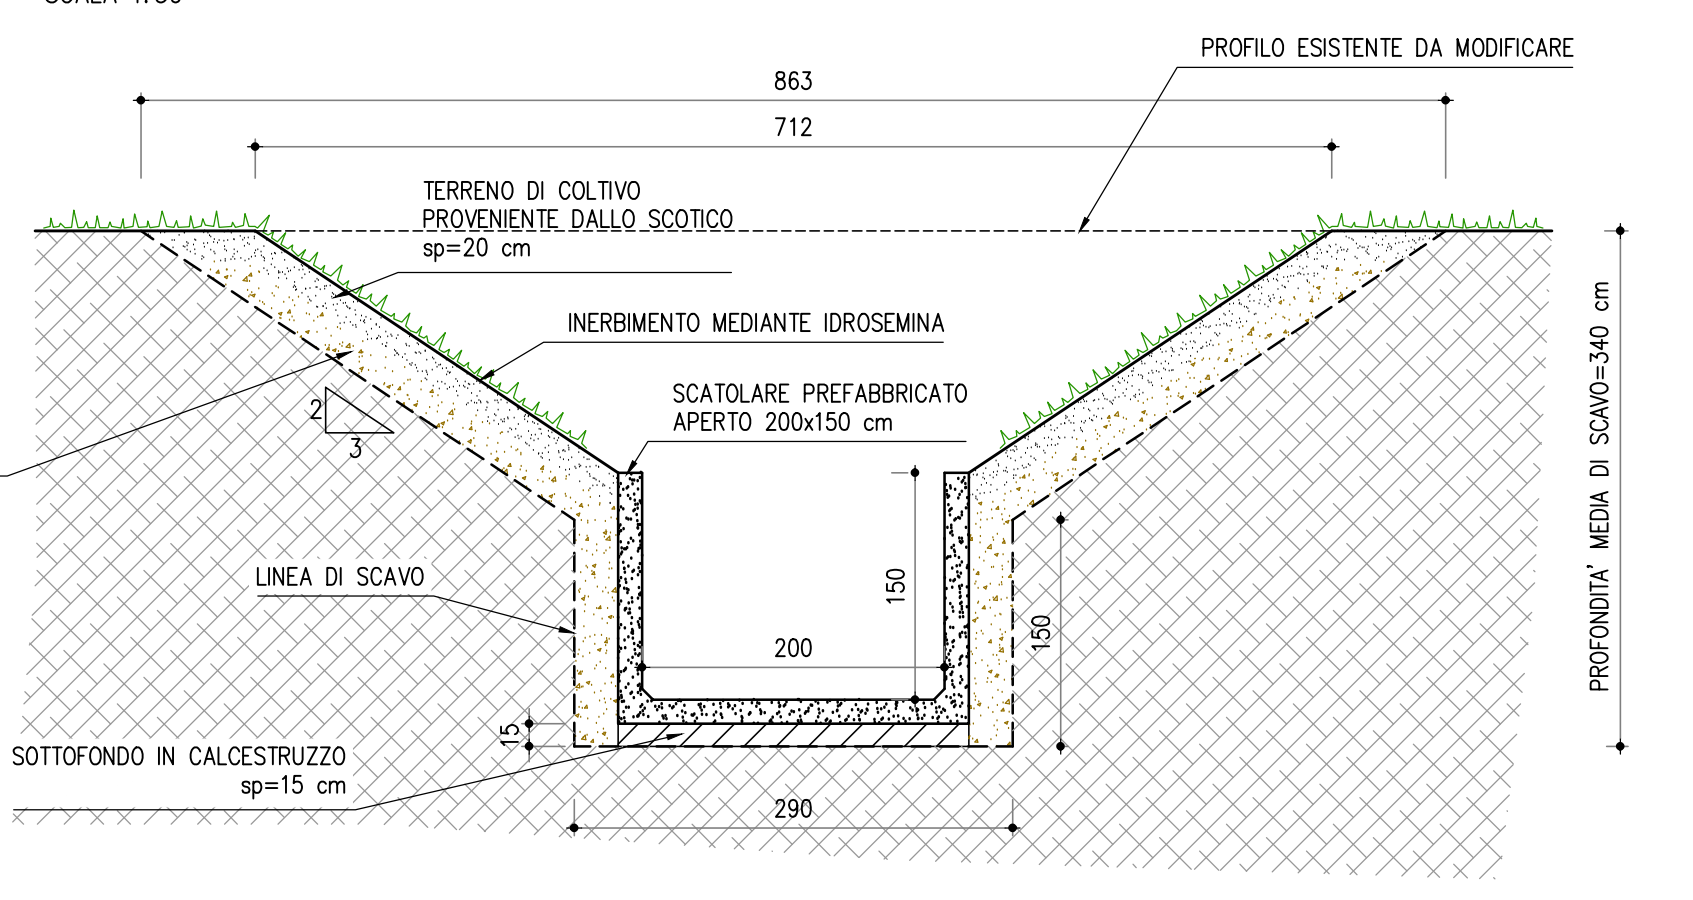 PROFILO ESISTENTE DA MODIFICARE
863
712
TERRENO DI COLTIVO
PROVENIENTE DALLO SCOTICO
sp=20 cm
INERBIMENTO MEDIANTE IDROSEMINA
SCATOLARE PREFABBRICATO
APERTO 200x150 cm
2
3
PROFONDITA' MEDIA DI SCAVO=340 cm
LINEA DI SCAVO
150
150
200
15
SOTTOFONDO IN CALCESTRUZZO
sp=15 cm
290